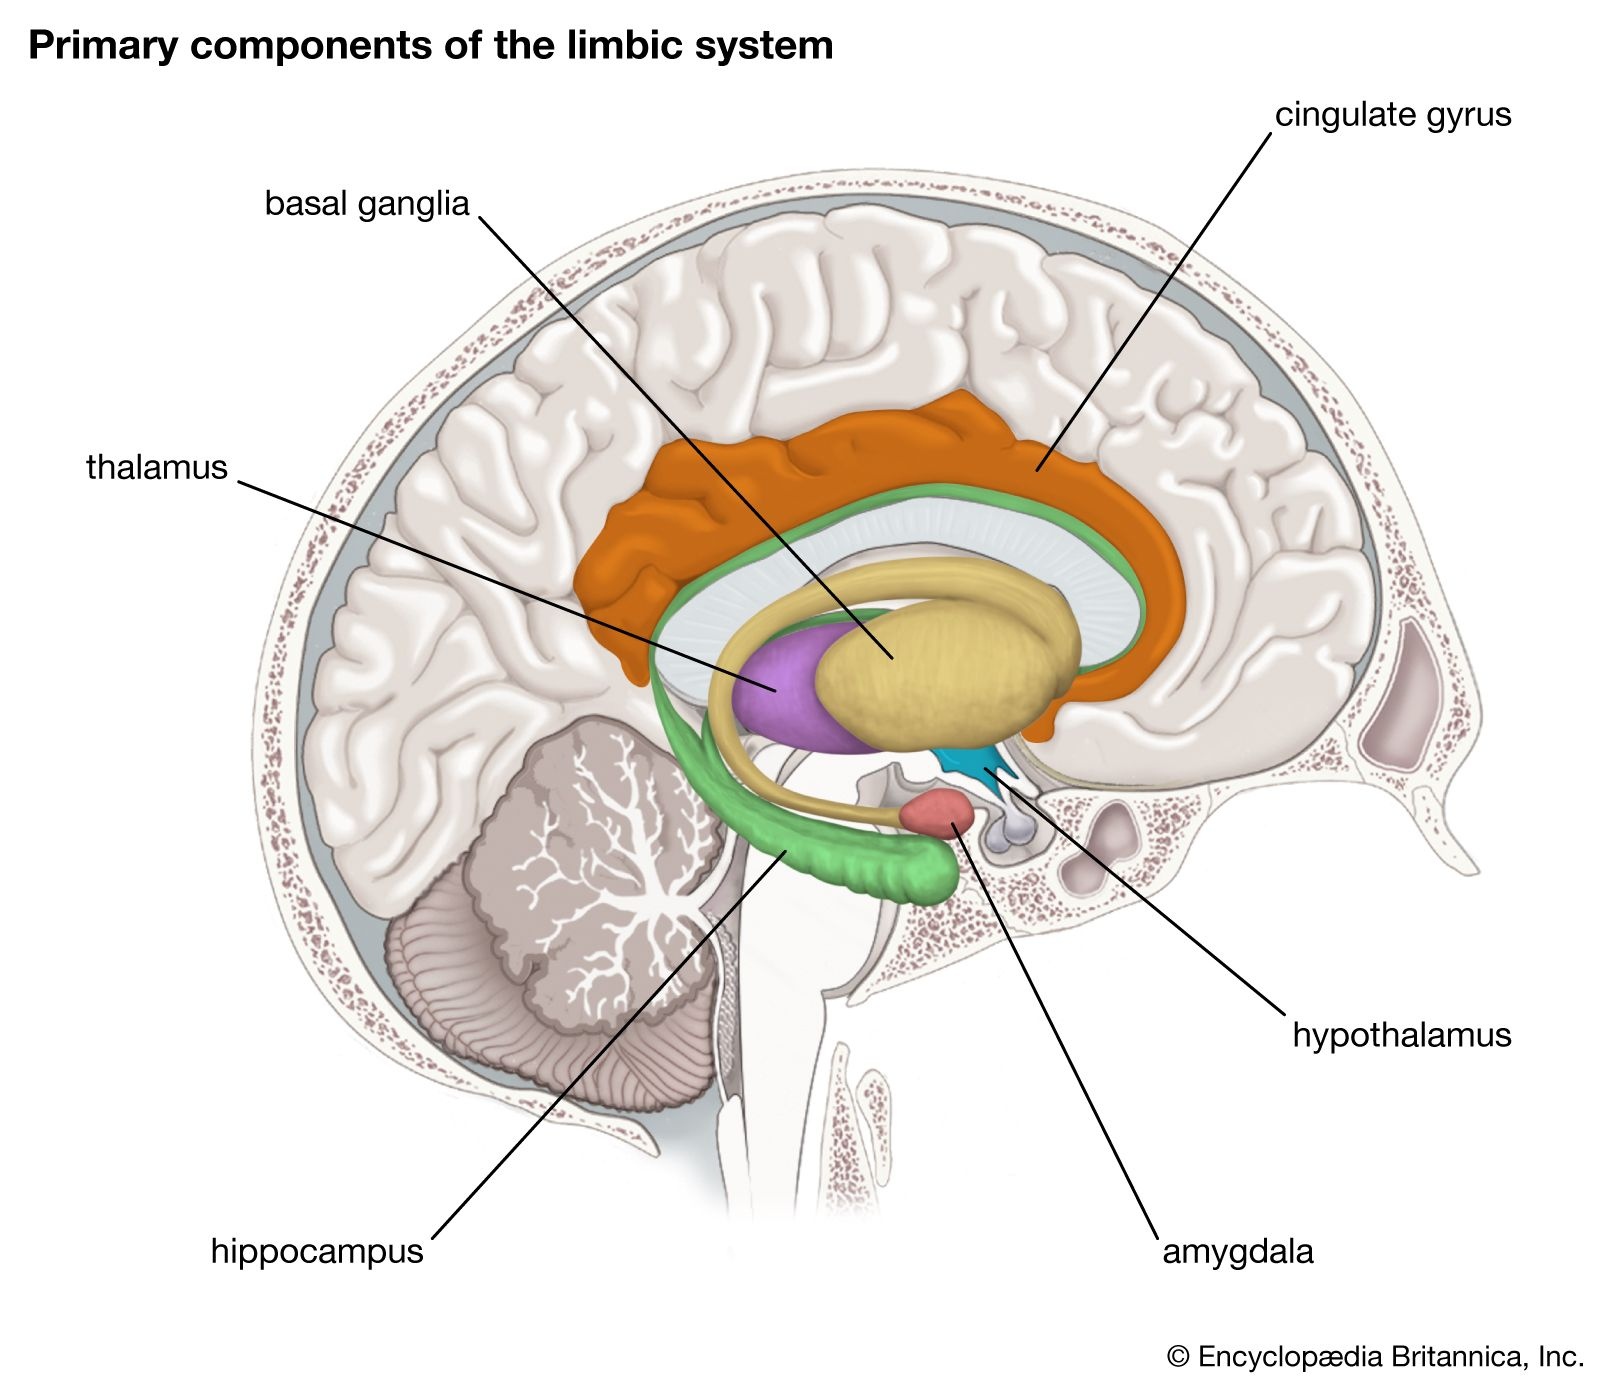 Primary components of the limbic system
cingulate gyrus
basal ganglia
thalamus
hypothalamus
hippocampus
amygdala
© Encyclopædia Britannica, Inc.